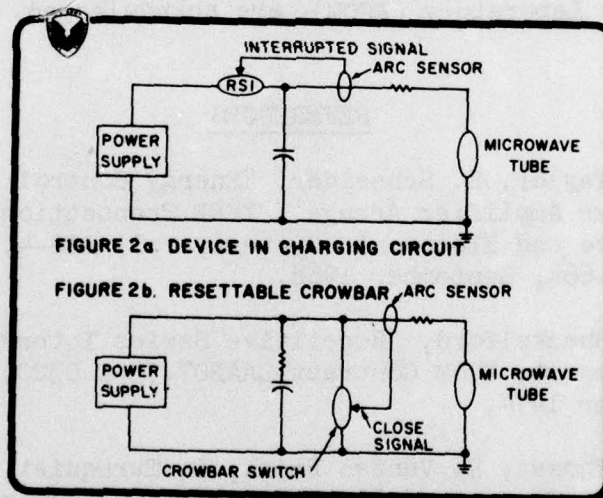 INTERRUPTED SIGNAL
ARC SENSOR
RSI
POWER
SUPPLY
MICROWAVE
TUBE
FIGURE 2a. DEVICE IN CHARGING CIRCUIT
FIGURE 2b. RESETTABLE CROWBAR
ARC SENSOR
POWER
SUPPLY
MICROWAVE
TUBE
CLOSE
SIGNAL
CROWBAR SWITCH